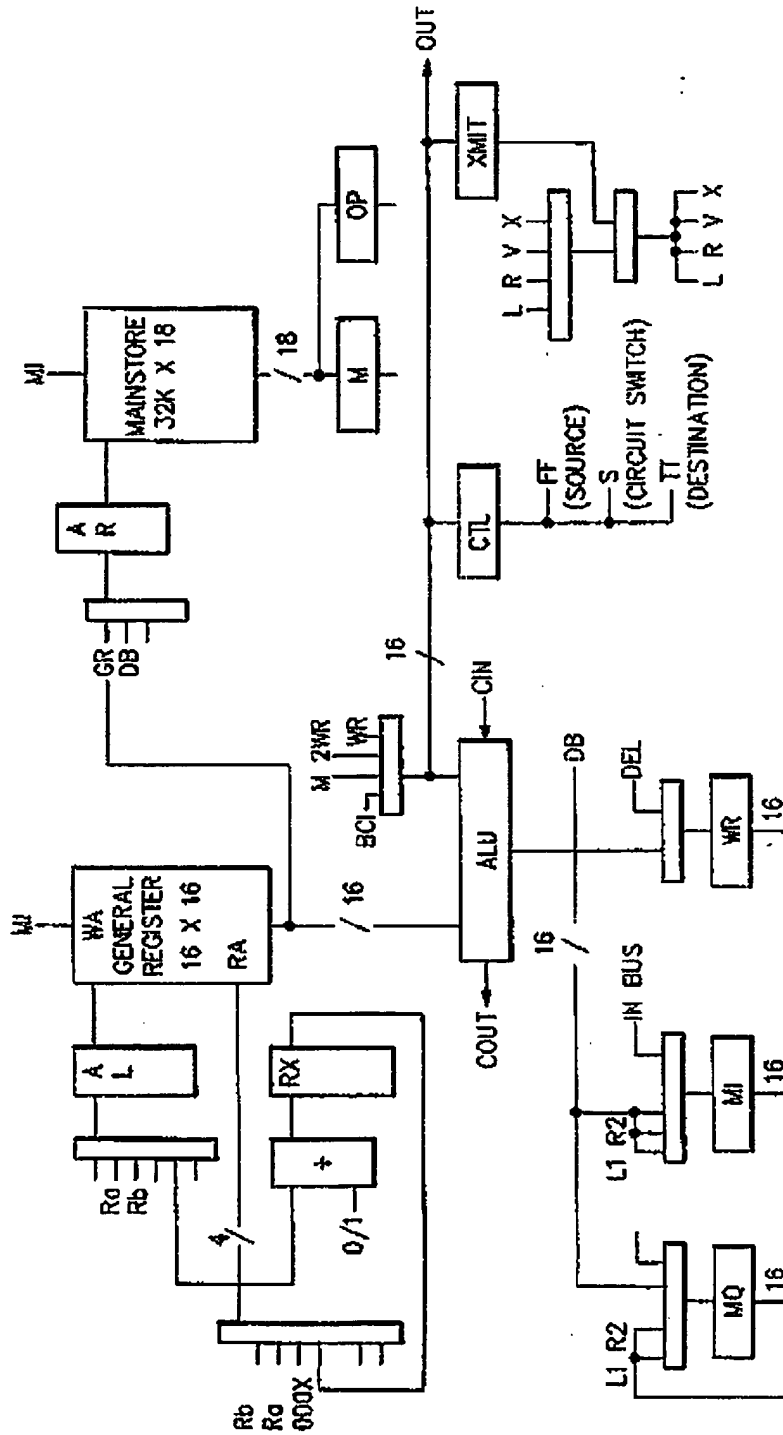 MI
WA
GENERAL
REGISTER
16 X 16
RA
A
L
Ra
Rb
4
RX
+
0/1
Rb
Ra
000X
GR
DB
A
R
MI
MAINSTORE
32K X 18
18
M
OP
16
BCI
M
2WR
WR
16
CIN
ALU
COUT
OUT
CTL
FF
(SOURCE)
S
(CIRCUIT SWITCH)
TT
(DESTINATION)
XMIT
L R V X
L R V X
DB
16
L1 R2
MQ
16
L1 R2
IN BUS
MI
16
DEL
WR
16